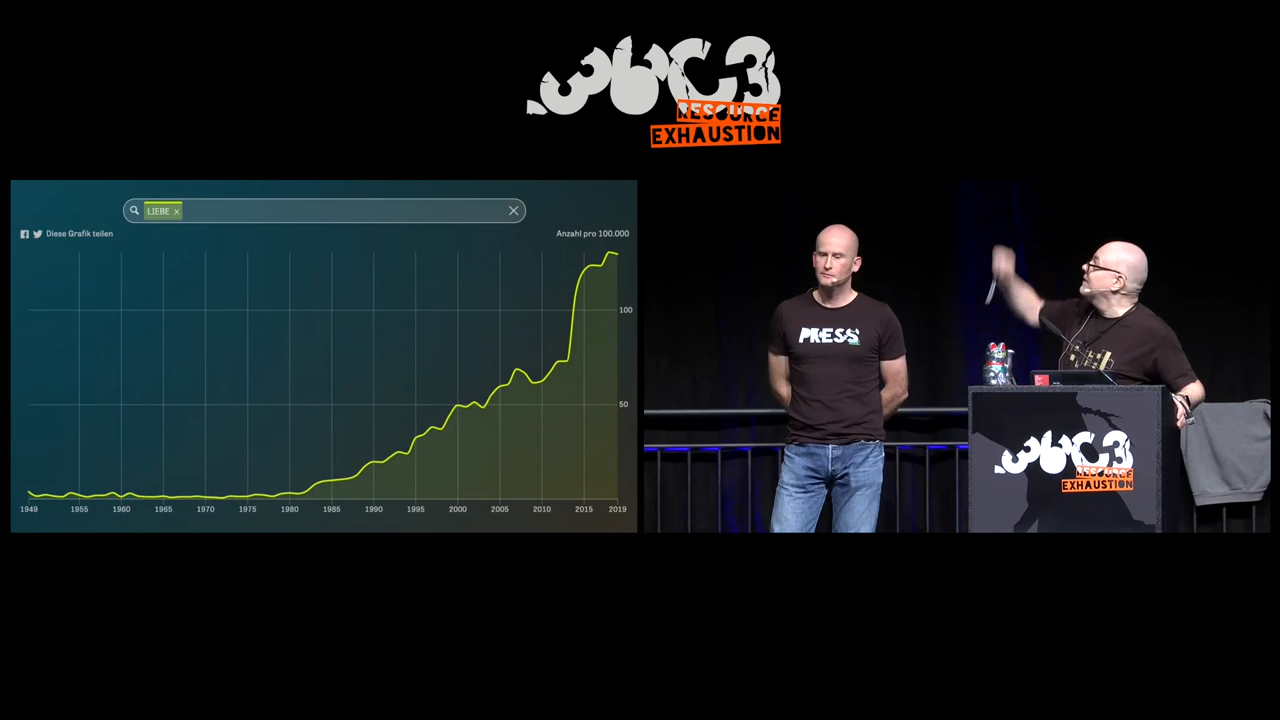 36C3
RESOURCE
EXHAUSTION
LIEBE ×
Diese Grafik teilen
Anzahl pro 100.000
100
50
1949 1955 1960 1965 1970 1975 1980 1985 1990 1995 2000 2005 2010 2015 2019
PRESS
36C3
RESOURCE
EXHAUSTION